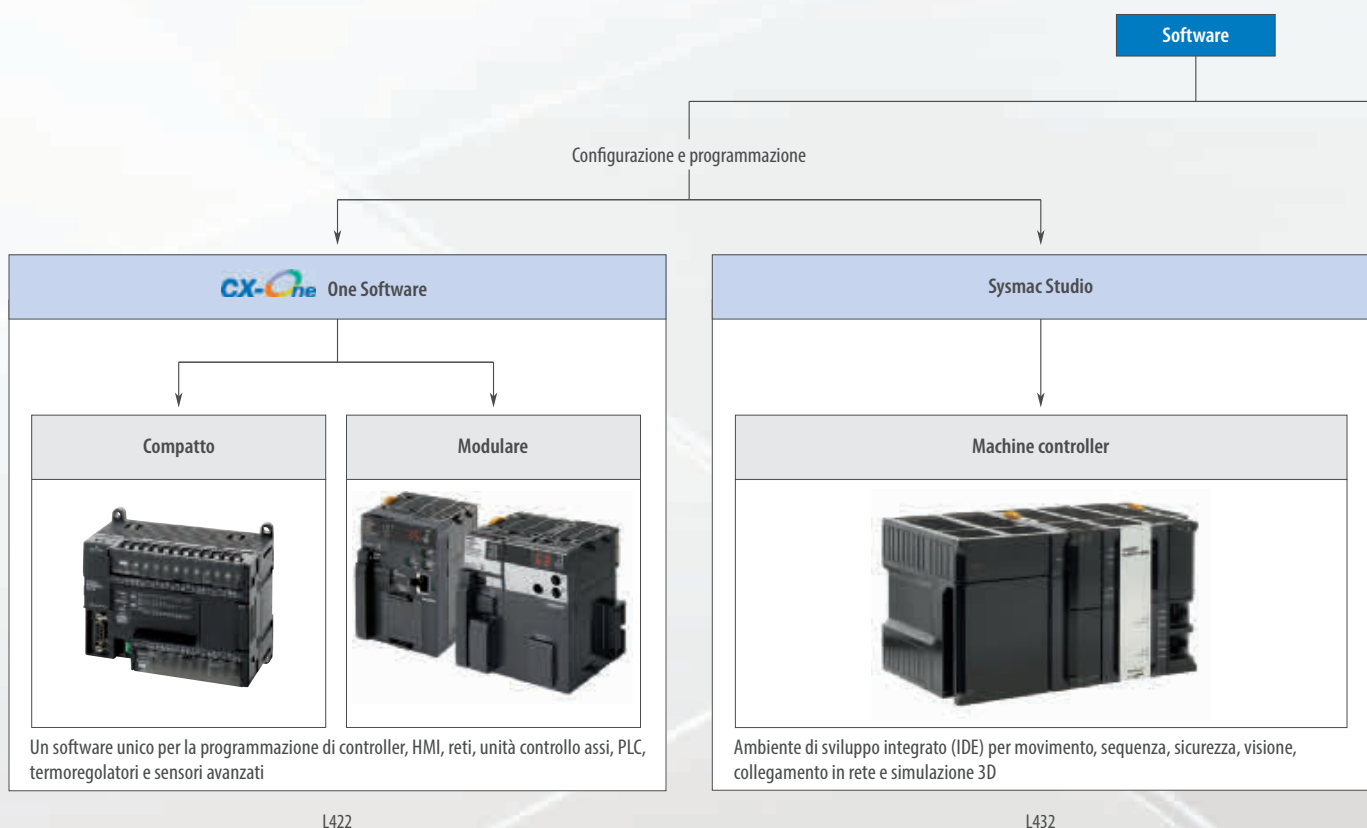 Software
Configurazione e programmazione
CX-One One Software
Sysmac Studio
Compatto
Modulare
Machine controller
Un software unico per la programmazione di controller, HMI, reti, unità controllo assi, PLC,
termoregolatori e sensori avanzati
Ambiente di sviluppo integrato (IDE) per movimento, sequenza, sicurezza, visione,
collegamento in rete e simulazione 3D
L422
L432